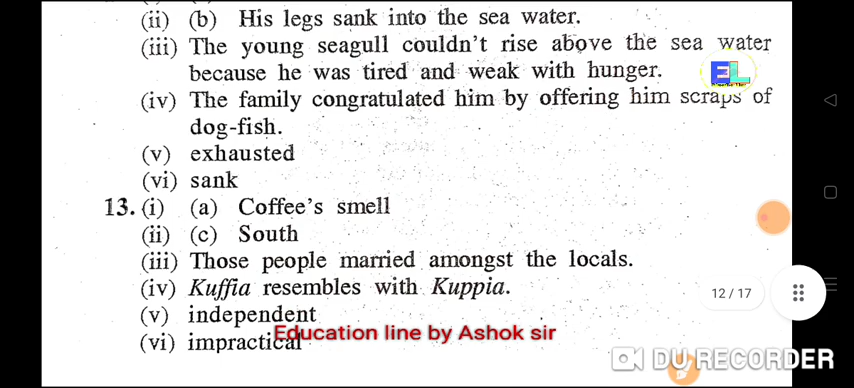 (ii) (b) His legs sank into the sea water.
(iii) The young seagull couldn't rise above the sea water
because he was tired and weak with hunger.
EL
(iv) The family congratulated him by offering him scraps of
dog-fish.
(v) exhausted
(vi) sank
13. (i) (a) Coffee's smell
(ii) (c) South
(iii) Those people married amongst the locals.
(iv) Kuffia resembles with Kuppia.
12 / 17
(v) independent
Education line by Ashok sir
(vi) impractical
DU RECORDER